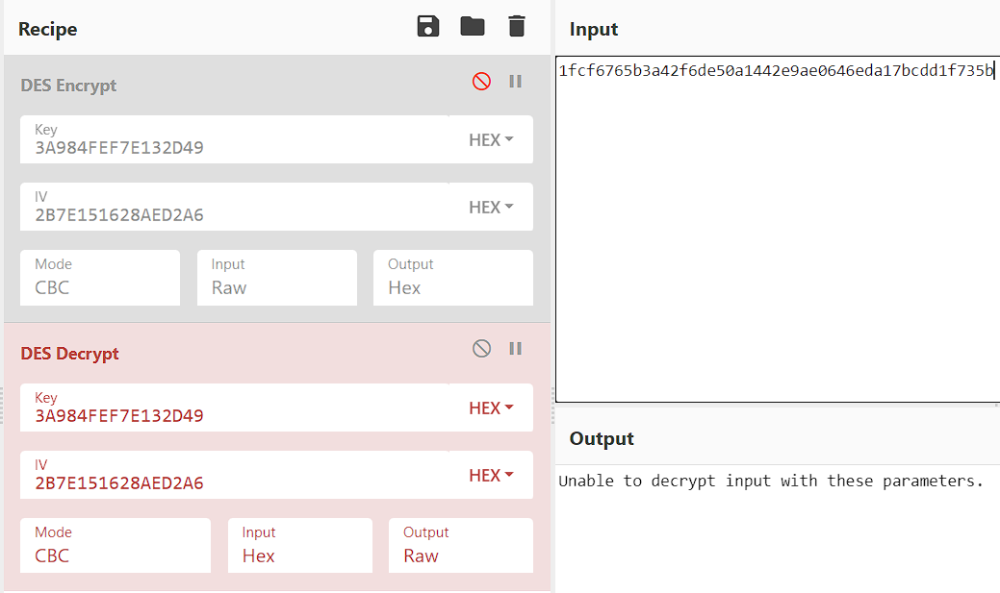 Recipe
DES Encrypt
Key
3A984FEF7E132D49
HEX
IV
2B7E151628AED2A6
HEX
Mode
CBC
Input
Raw
Output
Hex
DES Decrypt
Key
3A984FEF7E132D49
HEX
IV
2B7E151628AED2A6
HEX
Mode
CBC
Input
Hex
Output
Raw
Input
1fcf6765b3a42f6de50a1442e9ae0646eda17bcdd1f735b
Output
Unable to decrypt input with these parameters.